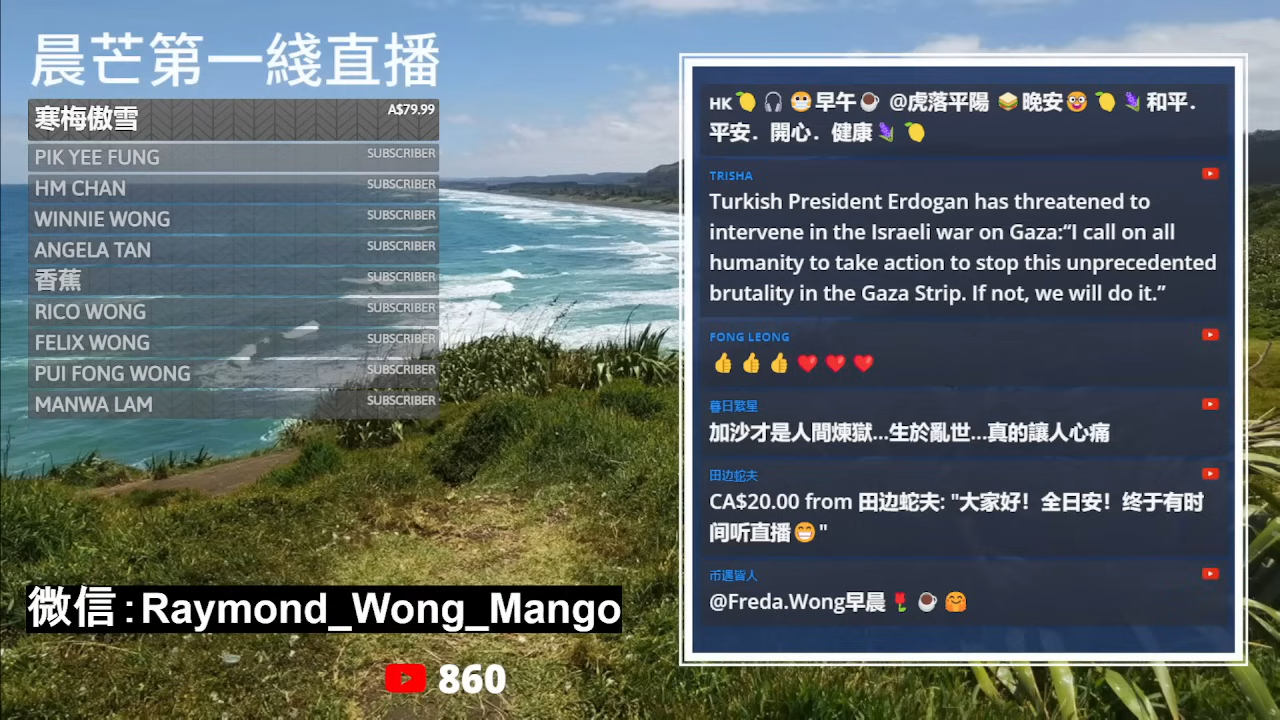 晨芒第一綫直播
寒梅傲雪 A$79.99
PIK YEE FUNG SUBSCRIBER
HM CHAN SUBSCRIBER
WINNIE WONG SUBSCRIBER
ANGELA TAN SUBSCRIBER
香蕉 SUBSCRIBER
RICO WONG SUBSCRIBER
FELIX WONG SUBSCRIBER
PUI FONG WONG SUBSCRIBER
MANWA LAM SUBSCRIBER
微信:Raymond_Wong_Mango
860
HK🍋 🎧 😷早午☕ @虎落平陽 🥪晚安🤡 🍋 🪻和平.
平安. 開心. 健康🪻 🍋
TRISHA
Turkish President Erdogan has threatened to
intervene in the Israeli war on Gaza:“I call on all
humanity to take action to stop this unprecedented
brutality in the Gaza Strip. If not, we will do it.”
FONG LEONG
👍 👍 👍 ❤️ ❤️ ❤️
暮日繁星
加沙才是人間煉獄...生於亂世...真的讓人心痛
田边蛇夫
CA$20.00 from 田边蛇夫: "大家好！全日安！终于有时
间听直播😁"
币遇皆人
@Freda.Wong早晨🌷 ☕ 🤗